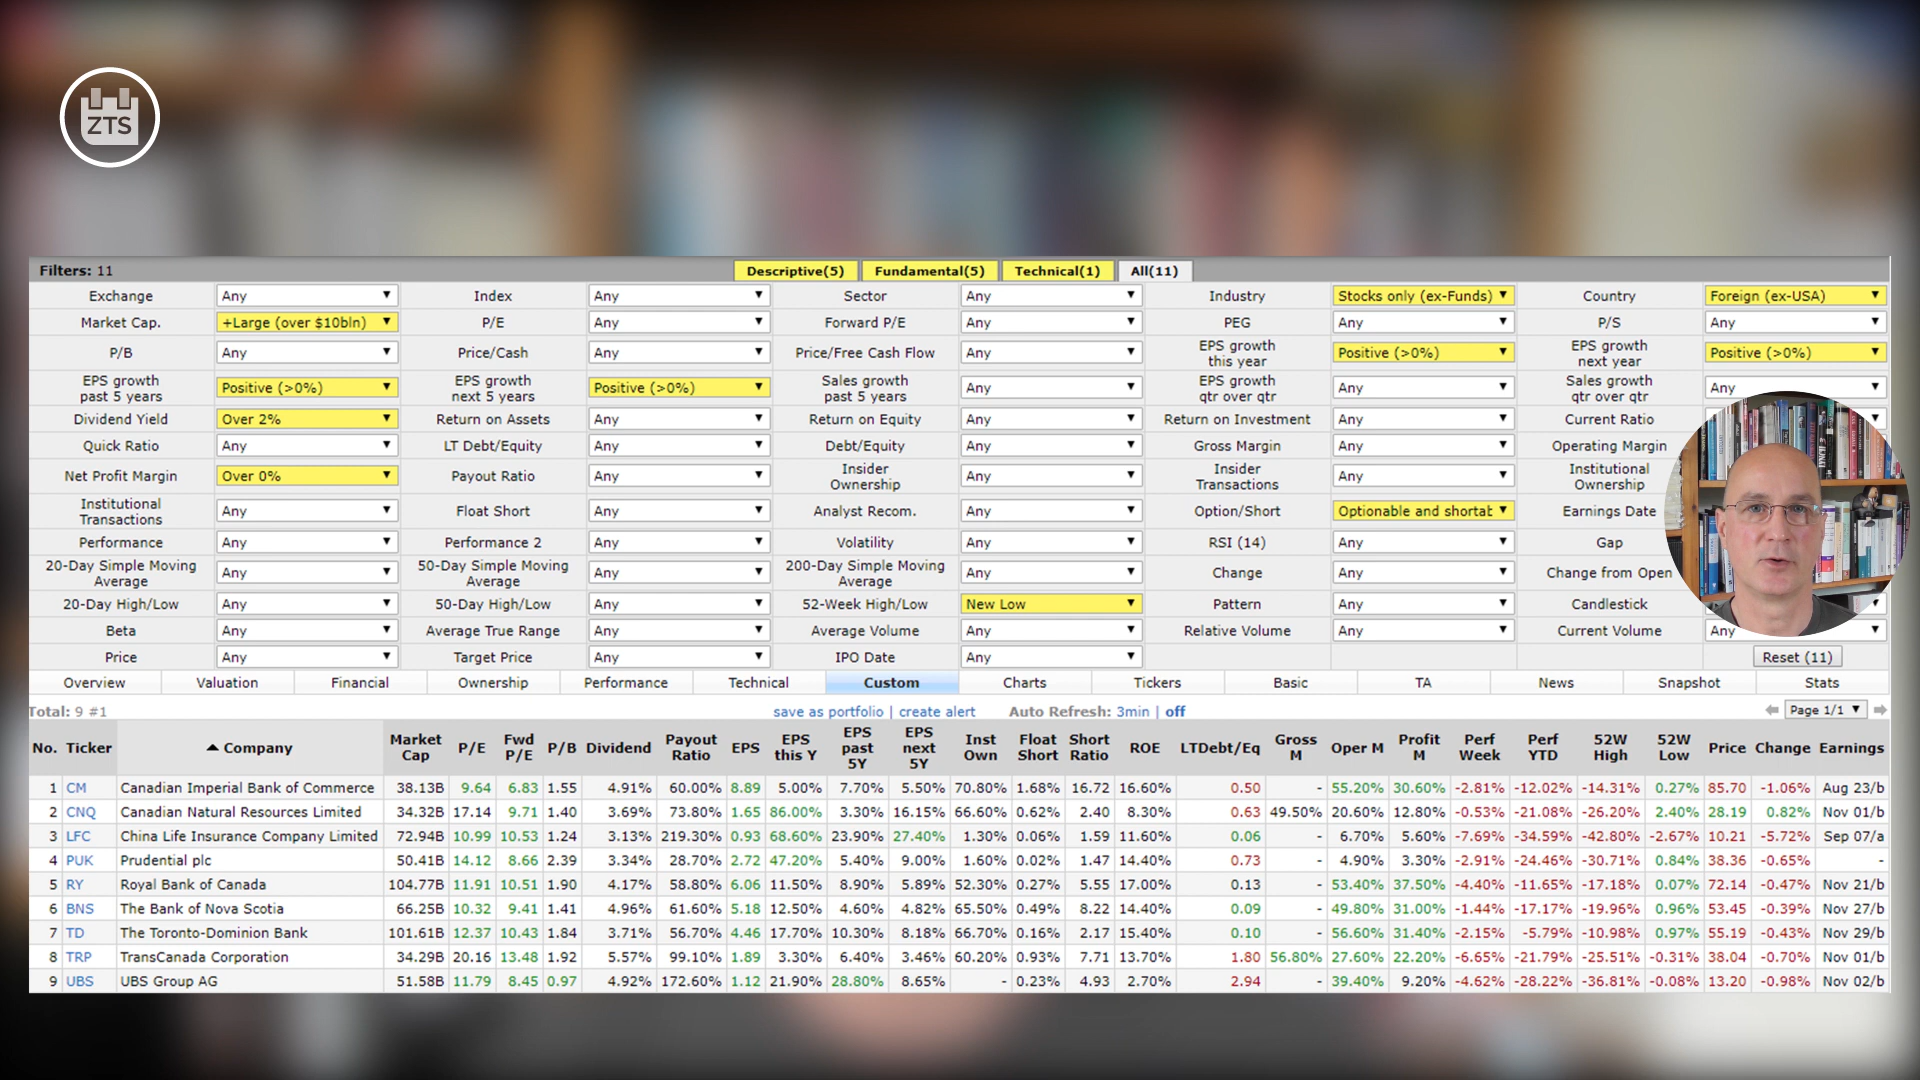 ZTS
Filters: 11 Descriptive(5) Fundamental(5) Technical(1) All(11)
Exchange Any Index Any Sector Any Industry Stocks only (ex-Funds) Country Foreign (ex-USA)
Market Cap. +Large (over $10bln) P/E Any Forward P/E Any PEG Any P/S Any
P/B Any Price/Cash Any Price/Free Cash Flow Any EPS growth this year Positive (>0%) EPS growth next year Positive (>0%)
EPS growth past 5 years Positive (>0%) EPS growth next 5 years Positive (>0%) Sales growth past 5 years Any EPS growth qtr over qtr Any Sales growth qtr over qtr Any
Dividend Yield Over 2% Return on Assets Any Return on Equity Any Return on Investment Any Current Ratio
Quick Ratio Any LT Debt/Equity Any Debt/Equity Any Gross Margin Any Operating Margin
Net Profit Margin Over 0% Payout Ratio Any Insider Ownership Any Insider Transactions Any Institutional Ownership
Institutional Transactions Any Float Short Any Analyst Recom. Any Option/Short Optionable and shortat Earnings Date
Performance Any Performance 2 Any Volatility Any RSI (14) Any Gap
20-Day Simple Moving Average Any 50-Day Simple Moving Average Any 200-Day Simple Moving Average Any Change Any Change from Open
20-Day High/Low Any 50-Day High/Low Any 52-Week High/Low New Low Pattern Any Candlestick
Beta Any Average True Range Any Average Volume Any Relative Volume Any Current Volume Any
Price Any Target Price Any IPO Date Any Reset (11)
Overview Valuation Financial Ownership Performance Technical Custom Charts Tickers Basic TA News Snapshot Stats
Total: 9 #1 save as portfolio | create alert Auto Refresh: 3min | off Page 1/1
No. Ticker Company Market Cap P/E Fwd P/E P/B Dividend Payout Ratio EPS EPS this Y EPS past 5Y EPS next 5Y Inst Own Float Short Short Ratio ROE LTDebt/Eq Gross M Oper M Profit M Perf Week Perf YTD 52W High 52W Low Price Change Earnings
1 CM Canadian Imperial Bank of Commerce 38.13B 9.64 6.83 1.55 4.91% 60.00% 8.89 5.00% 7.70% 5.50% 70.80% 1.68% 16.72 16.60% 0.50 - 55.20% 30.60% -2.81% -12.02% -14.31% 0.27% 85.70 -1.06% Aug 23/b
2 CNQ Canadian Natural Resources Limited 34.32B 17.14 9.71 1.40 3.69% 73.80% 1.65 86.00% 3.30% 16.15% 66.60% 0.62% 2.40 8.30% 0.63 49.50% 20.60% 12.80% -0.53% -21.08% -26.20% 2.40% 28.19 0.82% Nov 01/b
3 LFC China Life Insurance Company Limited 72.94B 10.99 10.53 1.24 3.13% 219.30% 0.93 68.60% 23.90% 27.40% 1.30% 0.06% 1.59 11.60% 0.06 - 6.70% 5.60% -7.69% -34.59% -42.80% -2.67% 10.21 -5.72% Sep 07/a
4 PUK Prudential plc 50.41B 14.12 8.66 2.39 3.34% 28.70% 2.72 47.20% 5.40% 9.00% 1.60% 0.02% 1.47 14.40% 0.73 - 4.90% 3.30% -2.91% -24.46% -30.71% 0.84% 38.36 -0.65% -
5 RY Royal Bank of Canada 104.77B 11.91 10.51 1.90 4.17% 58.80% 6.06 11.50% 8.90% 5.89% 52.30% 0.27% 5.55 17.00% 0.13 - 53.40% 37.50% -4.40% -11.65% -17.18% 0.07% 72.14 -0.47% Nov 21/b
6 BNS The Bank of Nova Scotia 66.25B 10.32 9.41 1.41 4.96% 61.60% 5.18 12.50% 4.60% 4.82% 65.50% 0.49% 8.22 14.40% 0.09 - 49.80% 31.00% -1.44% -17.17% -19.96% 0.96% 53.45 -0.39% Nov 27/b
7 TD The Toronto-Dominion Bank 101.61B 12.37 10.43 1.84 3.71% 56.70% 4.46 17.70% 10.30% 8.18% 66.70% 0.16% 2.17 15.40% 0.10 - 56.60% 31.40% -2.15% -5.79% -10.98% 0.97% 55.19 -0.43% Nov 29/b
8 TRP TransCanada Corporation 34.29B 20.16 13.48 1.92 5.57% 99.10% 1.89 3.30% 6.40% 3.46% 60.20% 0.93% 7.71 13.70% 1.80 56.80% 27.60% 22.20% -6.65% -21.79% -25.51% -0.31% 38.04 -0.70% Nov 01/b
9 UBS UBS Group AG 51.58B 11.79 8.45 0.97 4.92% 172.60% 1.12 21.90% 28.80% 8.65% - 0.23% 4.93 2.70% 2.94 - 39.40% 9.20% -4.62% -28.22% -36.81% -0.08% 13.20 -0.98% Nov 02/b